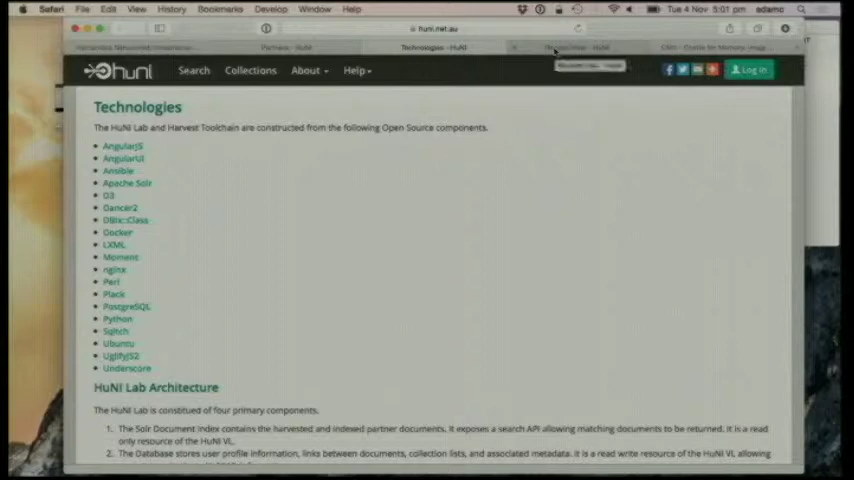 Safari File Edit View History Bookmarks Develop Window Help Tue 4 Nov 5:01 pm adamo
huni.net.au
Partners - HuNI Technologies - HuNI
huni Search Collections About Help Log In
Technologies
The HuNI Lab and Harvest Toolchain are constructed from the following Open Source components.
AngularJS
AngularUI
Ansible
Apache Solr
D3
Dancer2
DBIx::Class
Docker
LXML
Moment
nginx
Perl
Plack
PostgreSQL
Python
Sqitch
Ubuntu
UglifyJS2
Underscore
HuNI Lab Architecture
The HuNI Lab is constitued of four primary components.
1. The Solr Document Index contains the harvested and indexed partner documents. It exposes a search API allowing matching documents to be returned. It is a read
only resource of the HuNI VL.
2. The Database stores user profile information, links between documents, collection lists, and associated metadata. It is a read write resource of the HuNI VL allowing